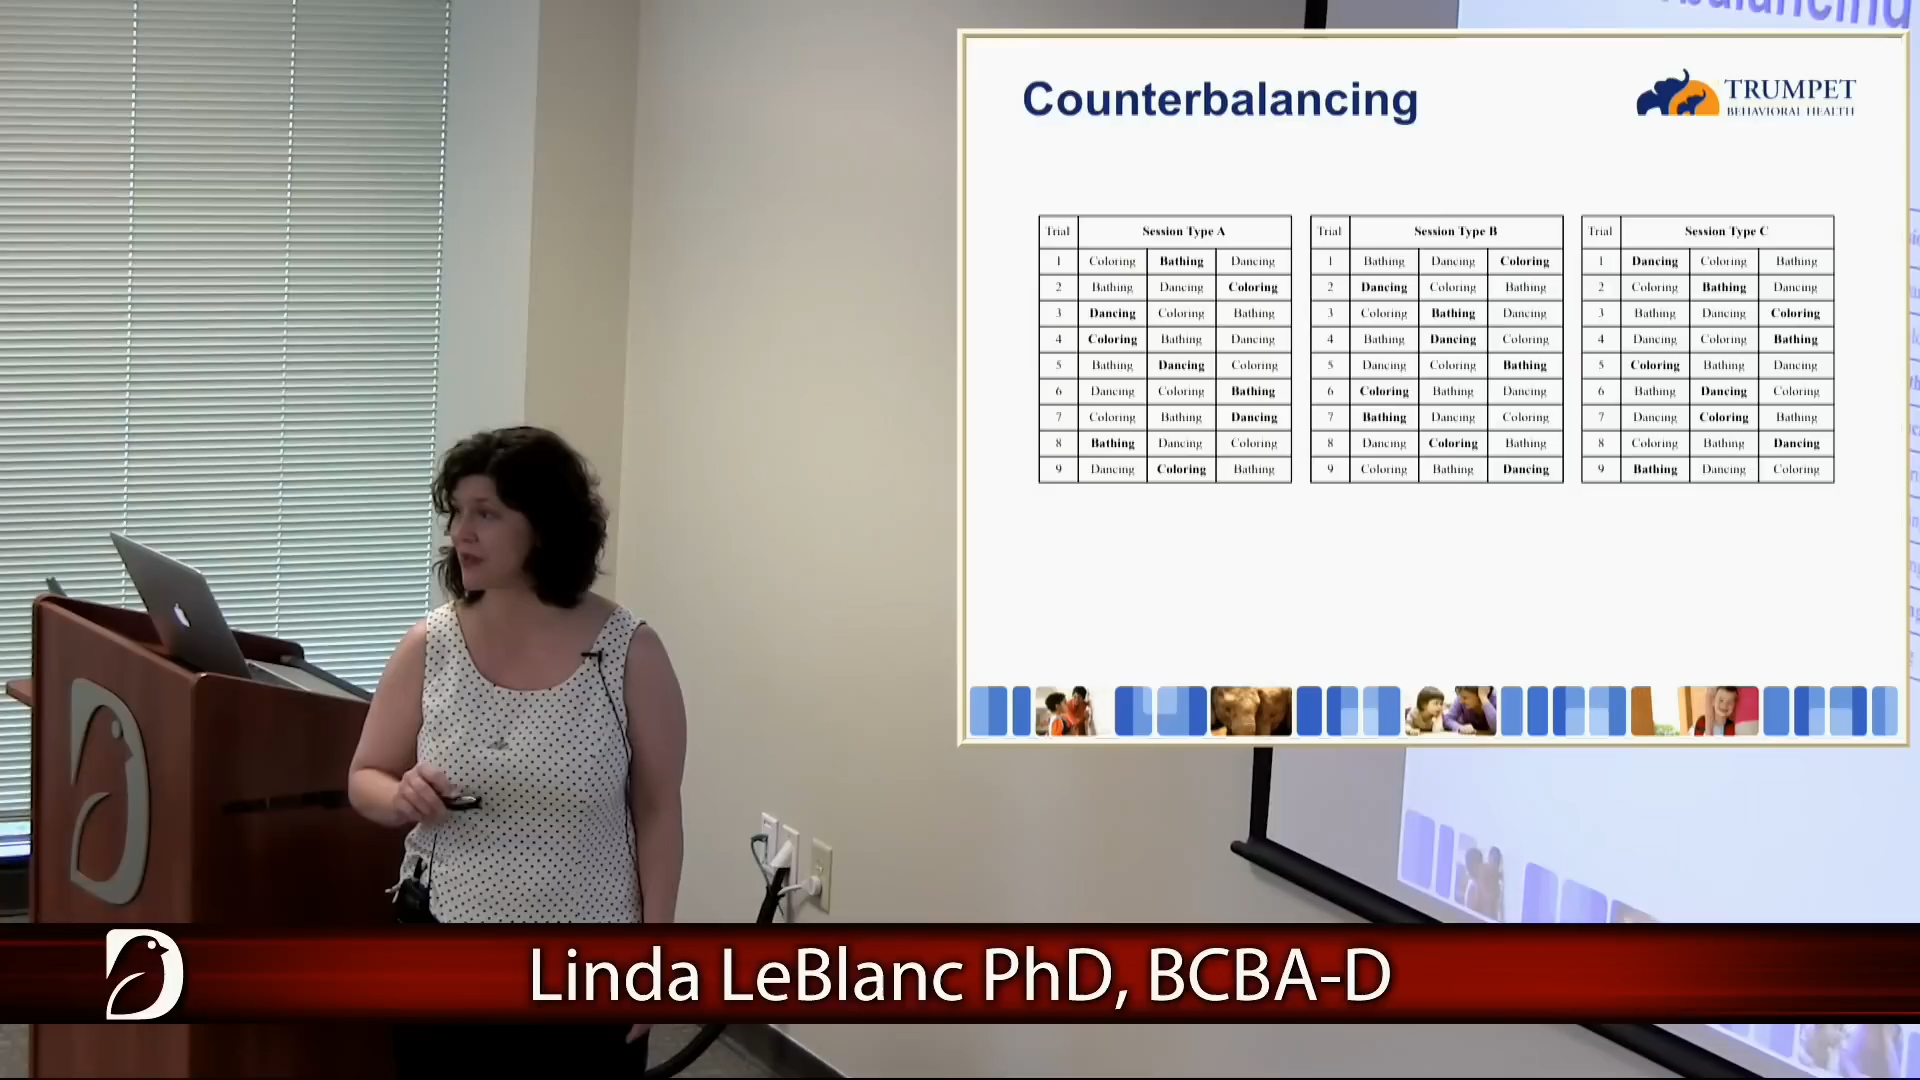 Counterbalancing
TRUMPET
BEHAVIORAL HEALTH
Trial Session Type A
1 Coloring Bathing Dancing
2 Bathing Dancing Coloring
3 Dancing Coloring Bathing
4 Coloring Bathing Dancing
5 Bathing Dancing Coloring
6 Dancing Coloring Bathing
7 Coloring Bathing Dancing
8 Bathing Dancing Coloring
9 Dancing Coloring Bathing
Trial Session Type B
1 Bathing Dancing Coloring
2 Dancing Coloring Bathing
3 Coloring Bathing Dancing
4 Bathing Dancing Coloring
5 Dancing Coloring Bathing
6 Coloring Bathing Dancing
7 Bathing Dancing Coloring
8 Dancing Coloring Bathing
9 Coloring Bathing Dancing
Trial Session Type C
1 Dancing Coloring Bathing
2 Coloring Bathing Dancing
3 Bathing Dancing Coloring
4 Dancing Coloring Bathing
5 Coloring Bathing Dancing
6 Bathing Dancing Coloring
7 Dancing Coloring Bathing
8 Coloring Bathing Dancing
9 Bathing Dancing Coloring
Linda LeBlanc PhD, BCBA-D